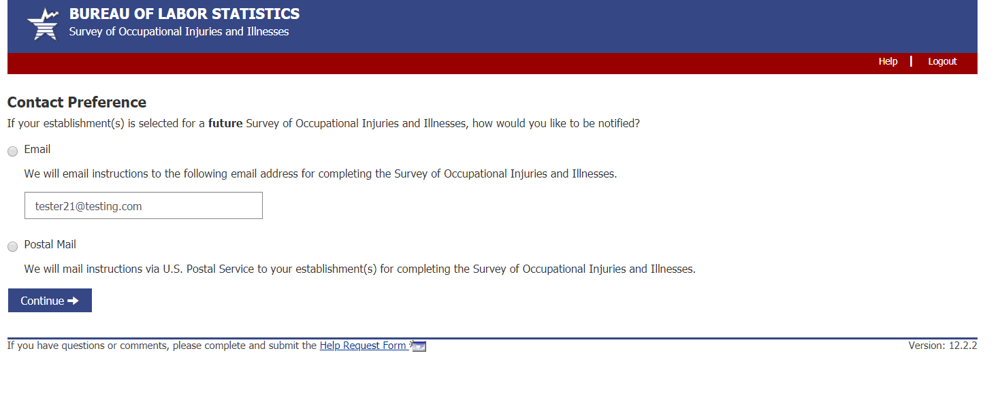 BUREAU OF LABOR STATISTICS
Survey of Occupational Injuries and Illnesses
Help | Logout
Contact Preference
If your establishment(s) is selected for a future Survey of Occupational Injuries and Illnesses, how would you like to be notified?
Email
We will email instructions to the following email address for completing the Survey of Occupational Injuries and Illnesses.
tester21@testing.com
Postal Mail
We will mail instructions via U.S. Postal Service to your establishment(s) for completing the Survey of Occupational Injuries and Illnesses.
Continue
If you have questions or comments, please complete and submit the Help Request Form Version: 12.2.2